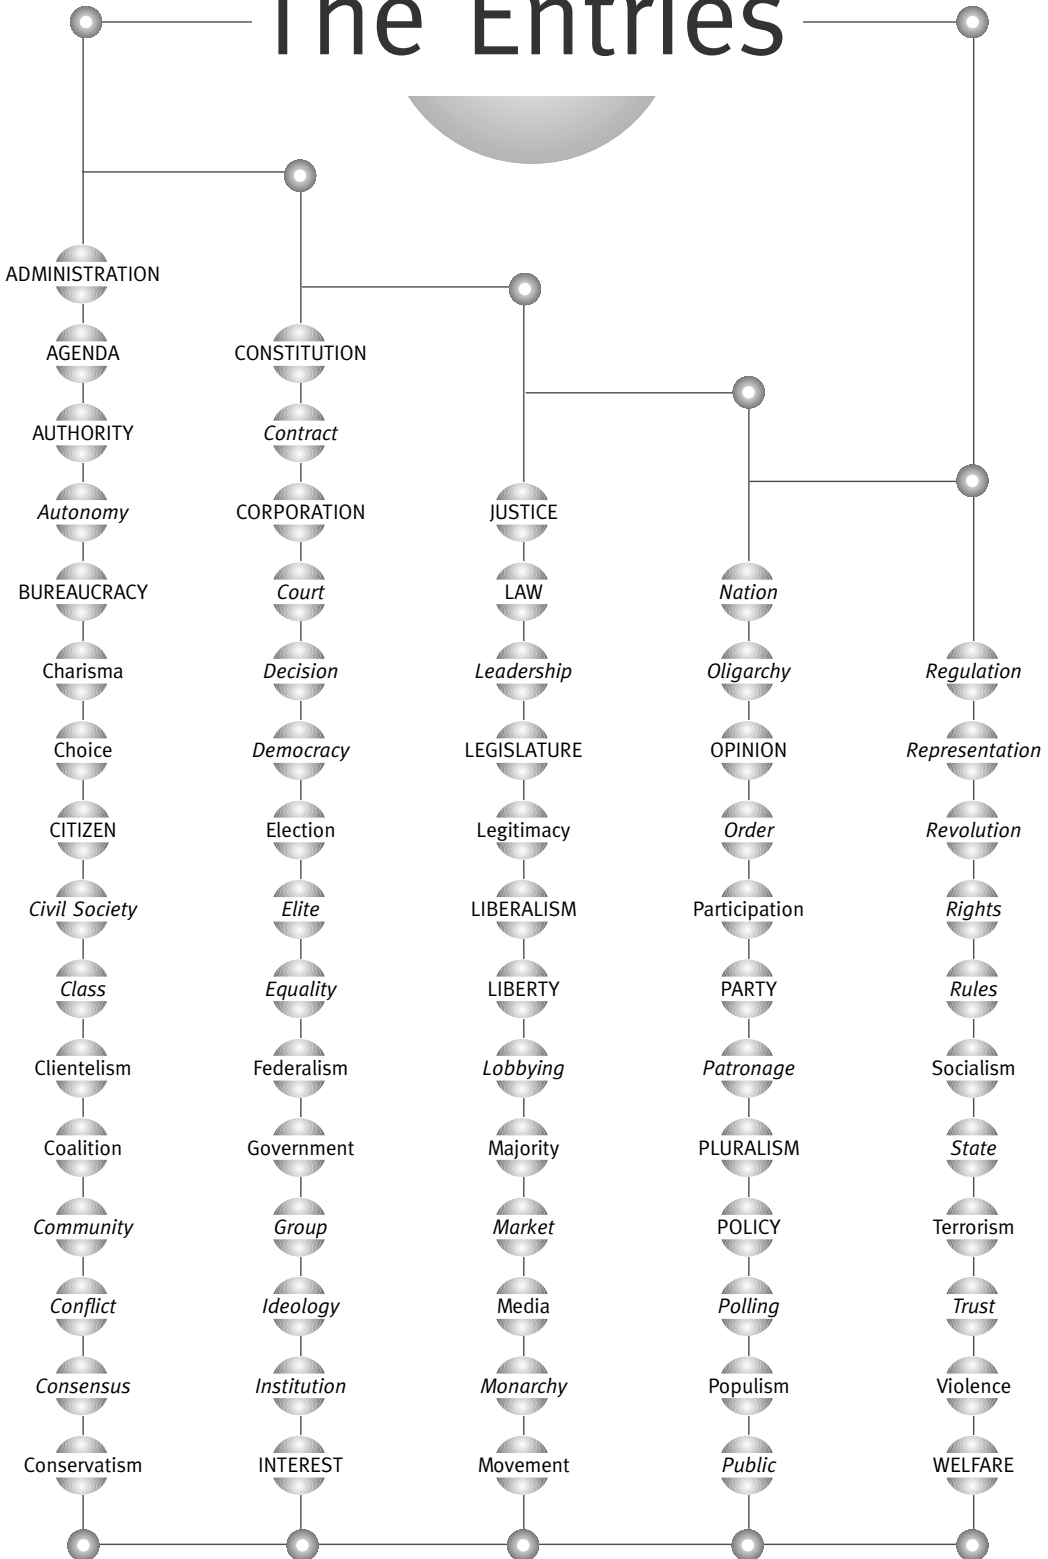 The Entries
ADMINISTRATION
AGENDA
AUTHORITY
Autonomy
BUREAUCRACY
Charisma
Choice
CITIZEN
Civil Society
Class
Clientelism
Coalition
Community
Conflict
Consensus
Conservatism
CONSTITUTION
Contract
CORPORATION
Court
Decision
Democracy
Election
Elite
Equality
Federalism
Government
Group
Ideology
Institution
INTEREST
JUSTICE
LAW
Leadership
LEGISLATURE
Legitimacy
LIBERALISM
LIBERTY
Lobbying
Majority
Market
Media
Monarchy
Movement
Nation
Oligarchy
OPINION
Order
Participation
PARTY
Patronage
PLURALISM
POLICY
Polling
Populism
Public
Regulation
Representation
Revolution
Rights
Rules
Socialism
State
Terrorism
Trust
Violence
WELFARE